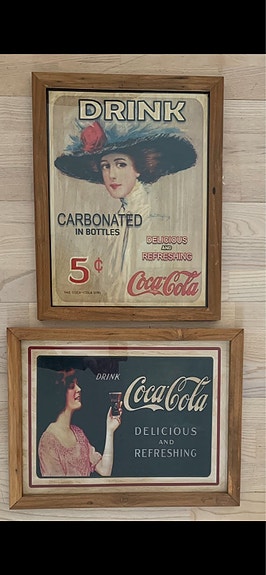 DRINK
CARBONATED
IN BOTTLES
DELICIOUS
AND
REFRESHING
5¢
Coca-Cola
DRINK
Coca-Cola
DELICIOUS
AND
REFRESHING